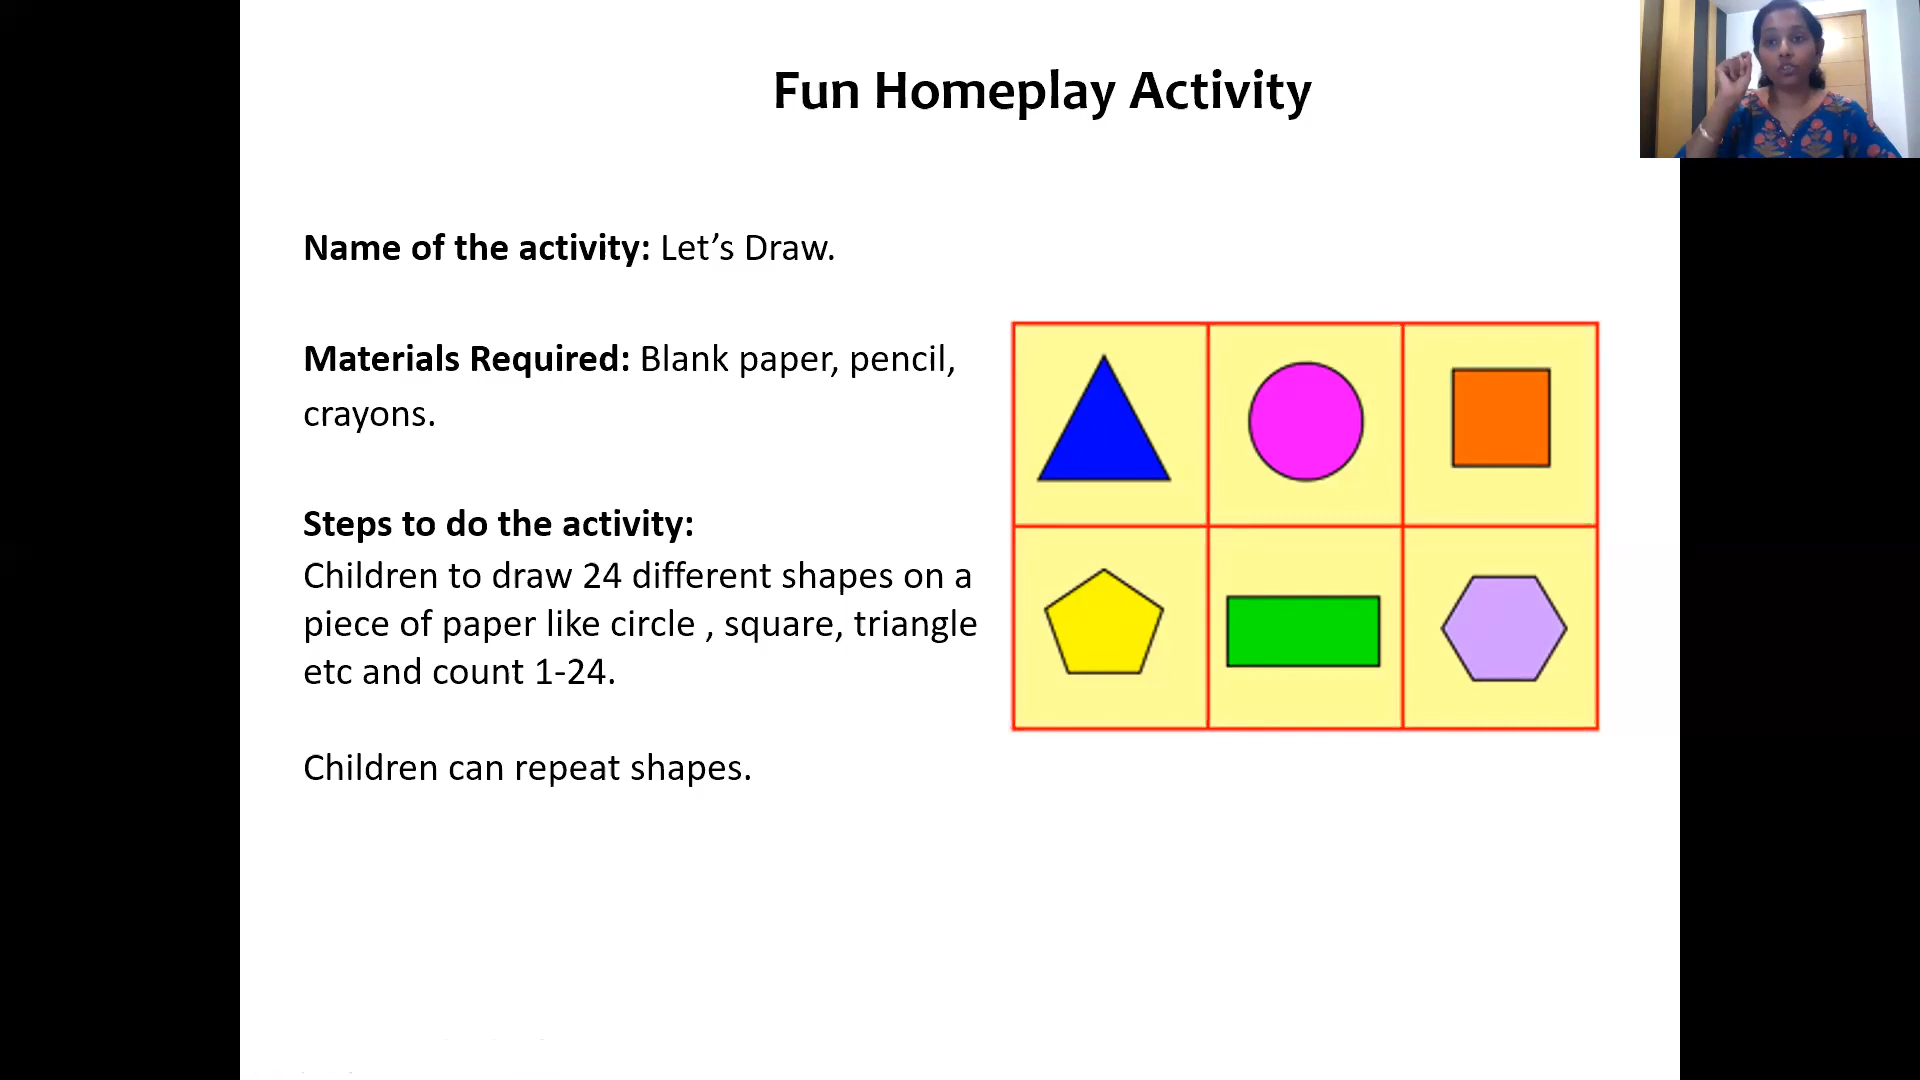 Fun Homeplay Activity
Name of the activity: Let’s Draw.
Materials Required: Blank paper, pencil,
crayons.
Steps to do the activity:
Children to draw 24 different shapes on a
piece of paper like circle , square, triangle
etc and count 1-24.
Children can repeat shapes.